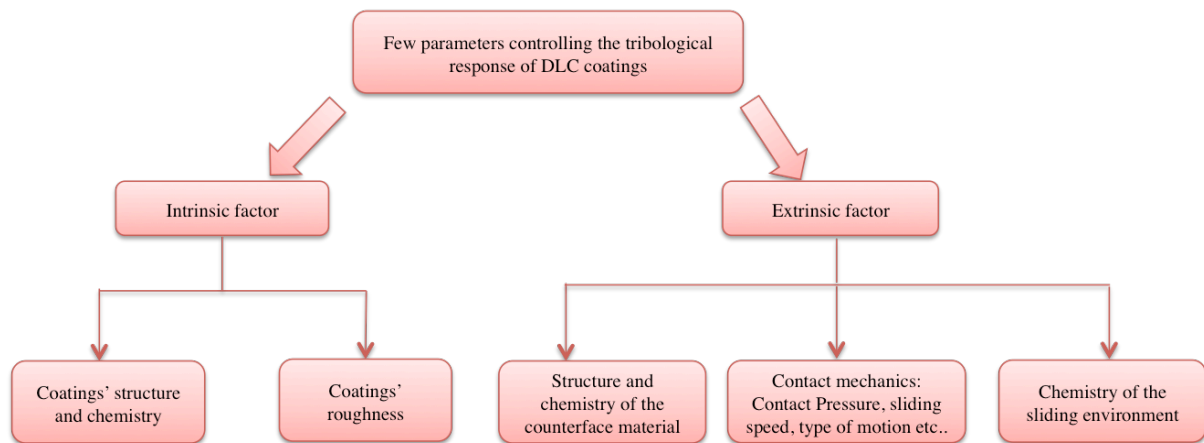 Few parameters controlling the tribological
response of DLC coatings
Intrinsic factor
Extrinsic factor
Coatings’ structure
and chemistry
Coatings’
roughness
Structure and
chemistry of the
counterface material
Contact mechanics:
Contact Pressure, sliding
speed, type of motion etc..
Chemistry of the
sliding environment